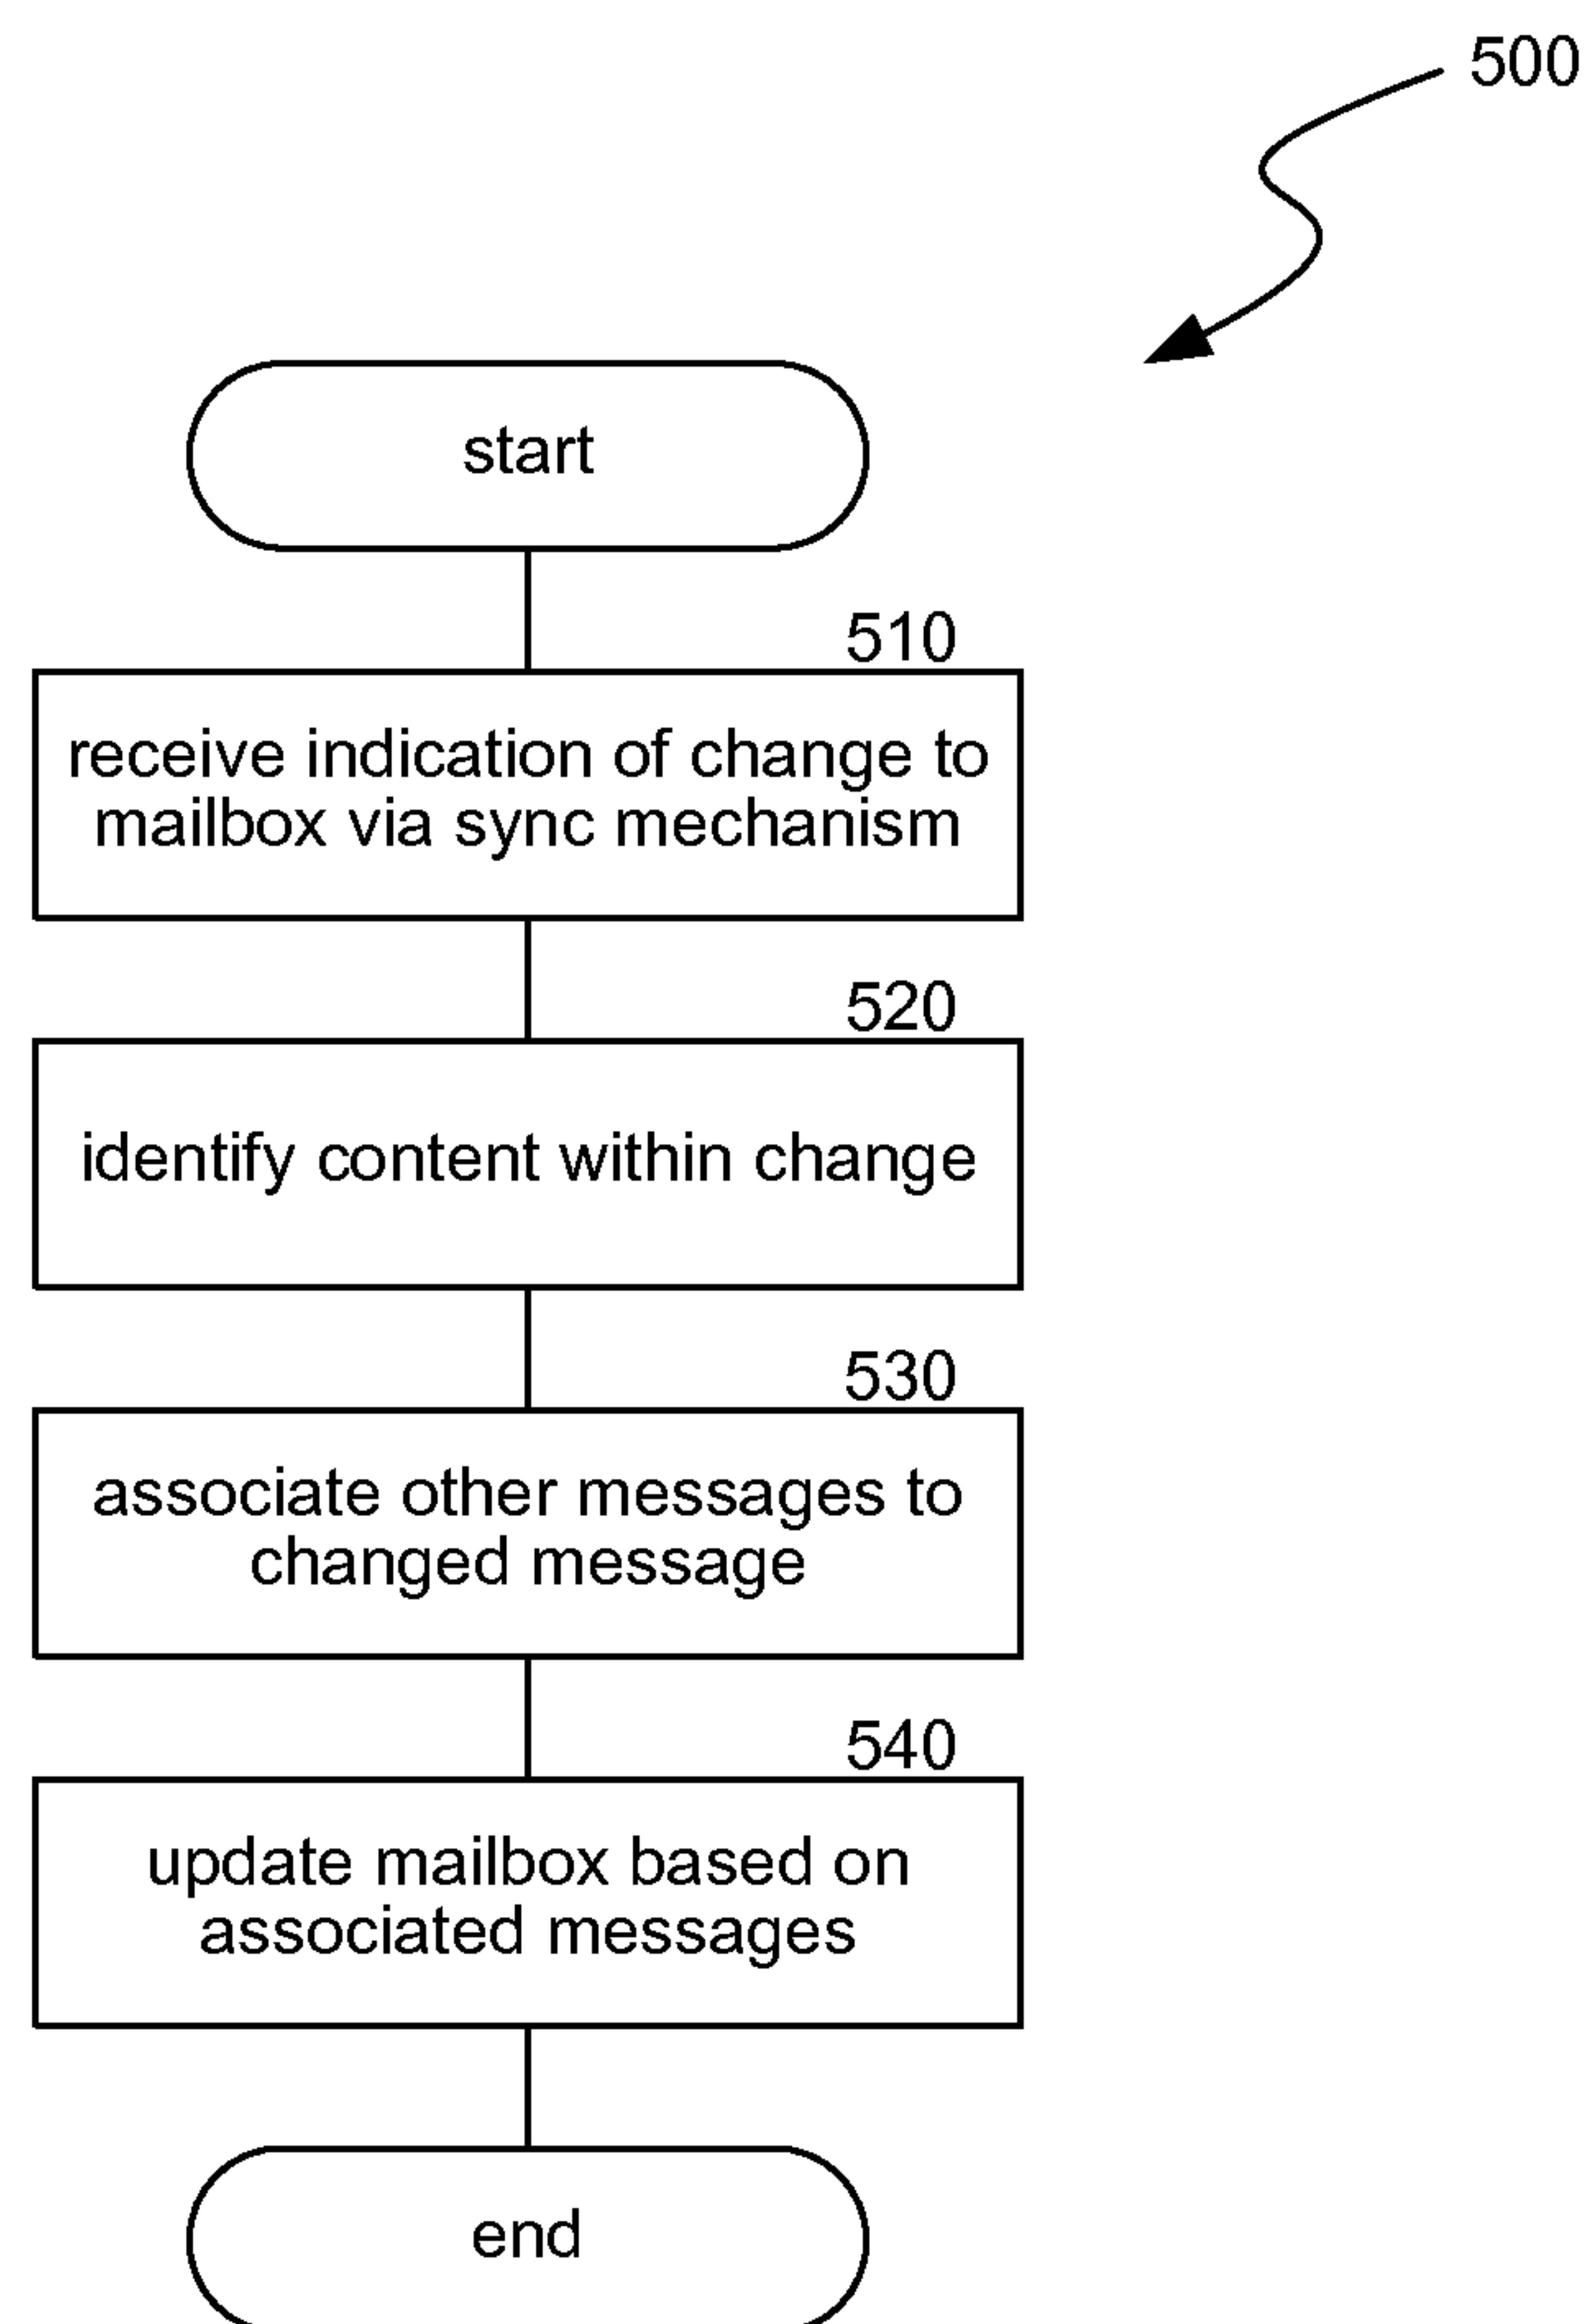 500
start
510
receive indication of change to
mailbox via sync mechanism
520
identify content within change
530
associate other messages to
changed message
540
update mailbox based on
associated messages
end